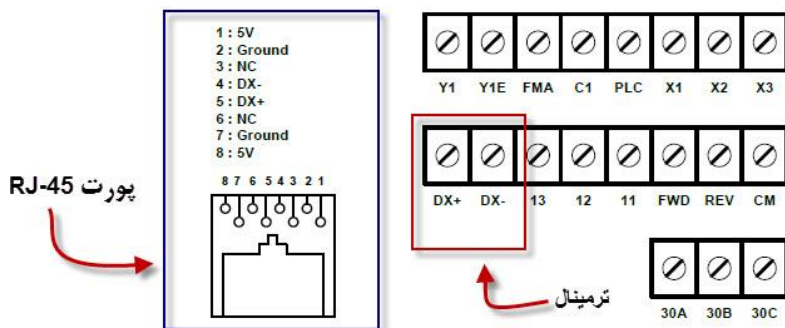 1 : 5V
2 : Ground
3 : NC
4 : DX-
5 : DX+
6 : NC
7 : Ground
8 : 5V
8 7 6 5 4 3 2 1
پورت RJ-45
Y1 Y1E FMA C1 PLC X1 X2 X3
DX+ DX- 13 12 11 FWD REV CM
ترمینال
30A 30B 30C